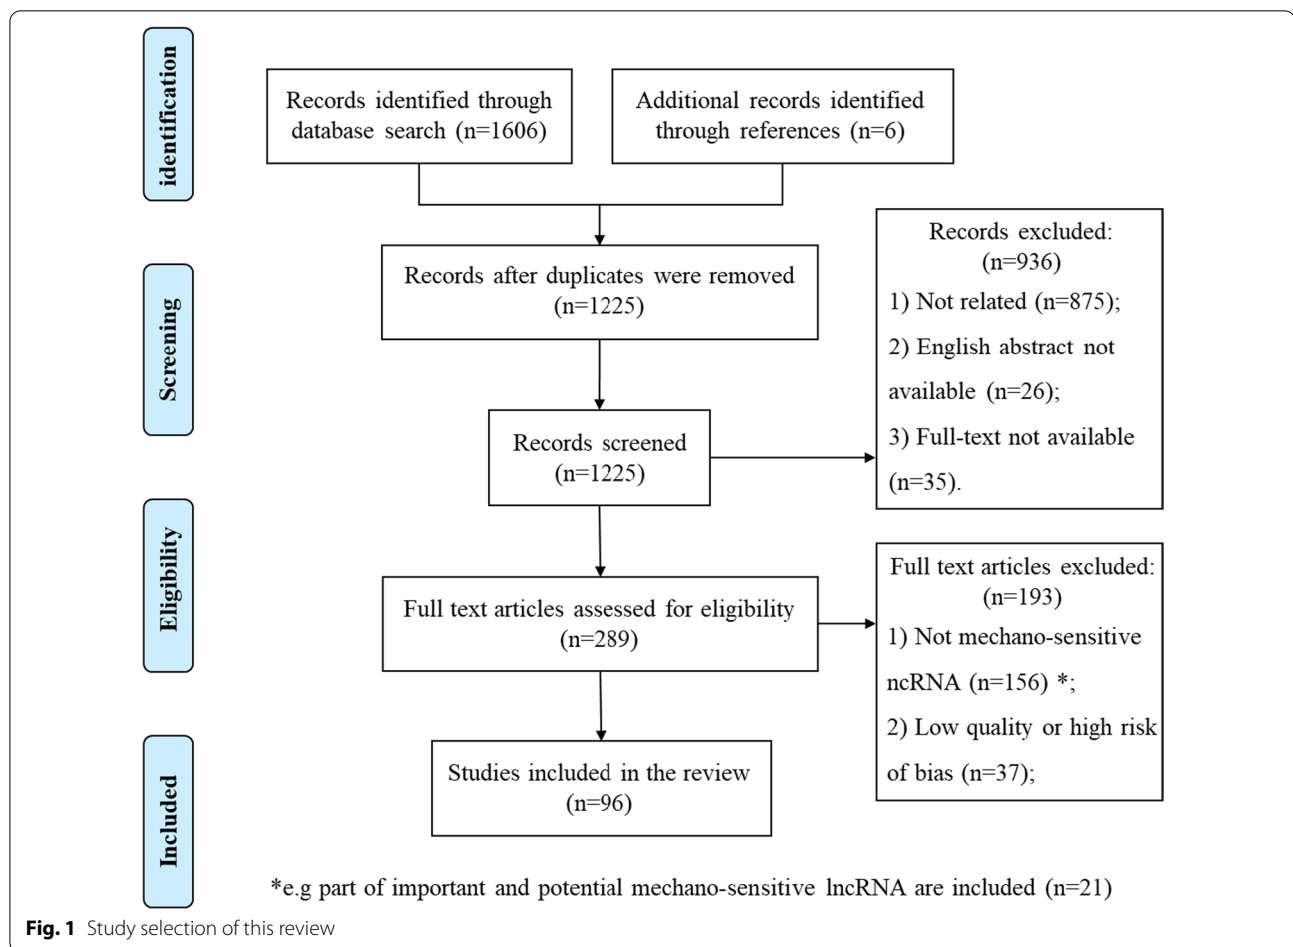 identification
Records identified through
database search (n=1606)
Additional records identified
through references (n=6)
Screening
Records after duplicates were removed
(n=1225)
Records screened
(n=1225)
Records excluded:
(n=936)
1) Not related (n=875);
2) English abstract not
available (n=26);
3) Full-text not available
(n=35).
Eligibility
Full text articles assessed for eligibility
(n=289)
Full text articles excluded:
(n=193)
1) Not mechano-sensitive
ncRNA (n=156) *;
2) Low quality or high risk
of bias (n=37);
Included
Studies included in the review
(n=96)
*e.g part of important and potential mechano-sensitive lncRNA are included (n=21)
Fig. 1 Study selection of this review